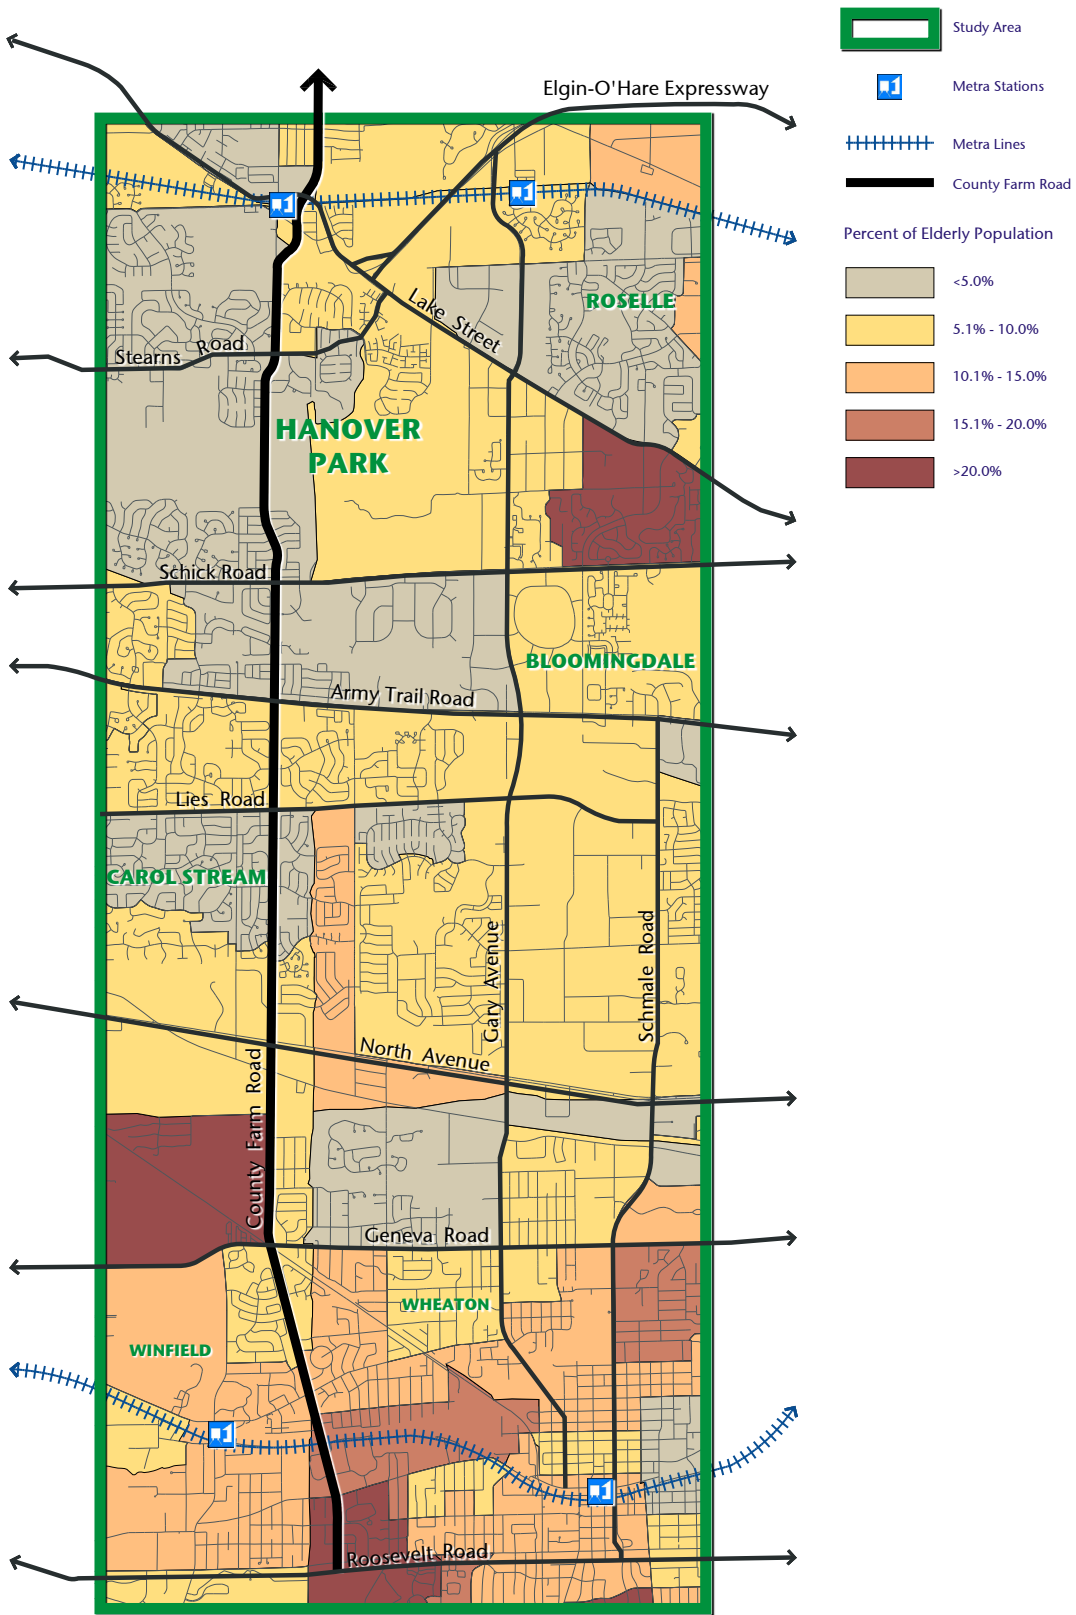 Elgin-O'Hare Expressway
Study Area
Metra Stations
Metra Lines
County Farm Road
Percent of Elderly Population
<5.0%
5.1% - 10.0%
10.1% - 15.0%
15.1% - 20.0%
>20.0%
ROSELLE
Lake Street
Stearns Road
HANOVER
PARK
Schick Road
BLOOMINGDALE
Army Trail Road
Lies Road
CAROL STREAM
Gary Avenue
Schmale Road
North Avenue
County Farm Road
Geneva Road
WHEATON
WINFIELD
Roosevelt Road